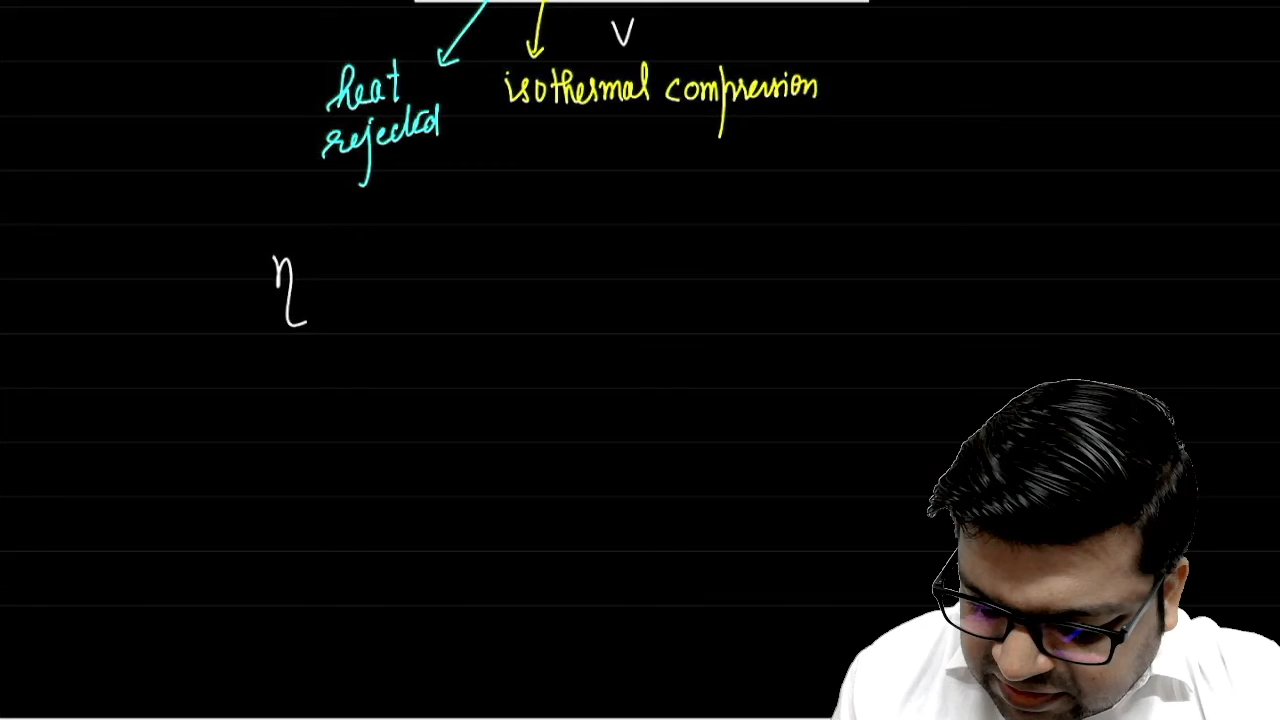 V
heat isothermal compression
rejected
η